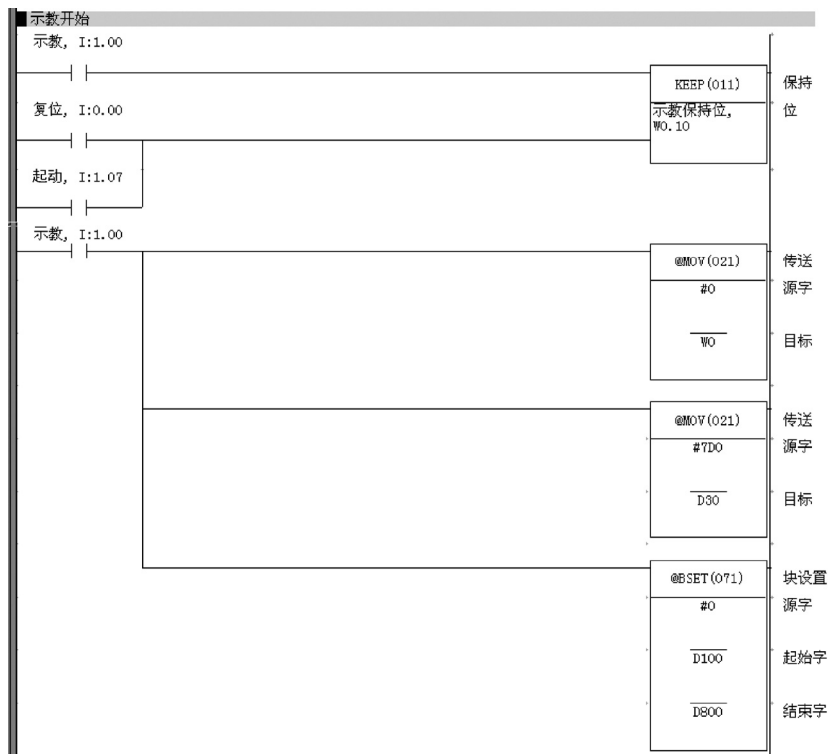 示教开始
示教, I:1.00
KEEP(011) 保持
复位, I:0.00
示教保持位, 位
W0.10
起动, I:1.07
示教, I:1.00
@MOV(021) 传送
#0 源字
W0 目标
@MOV(021) 传送
#7D0 源字
D30 目标
@BSET(071) 块设置
#0 源字
D100 起始字
D800 结束字